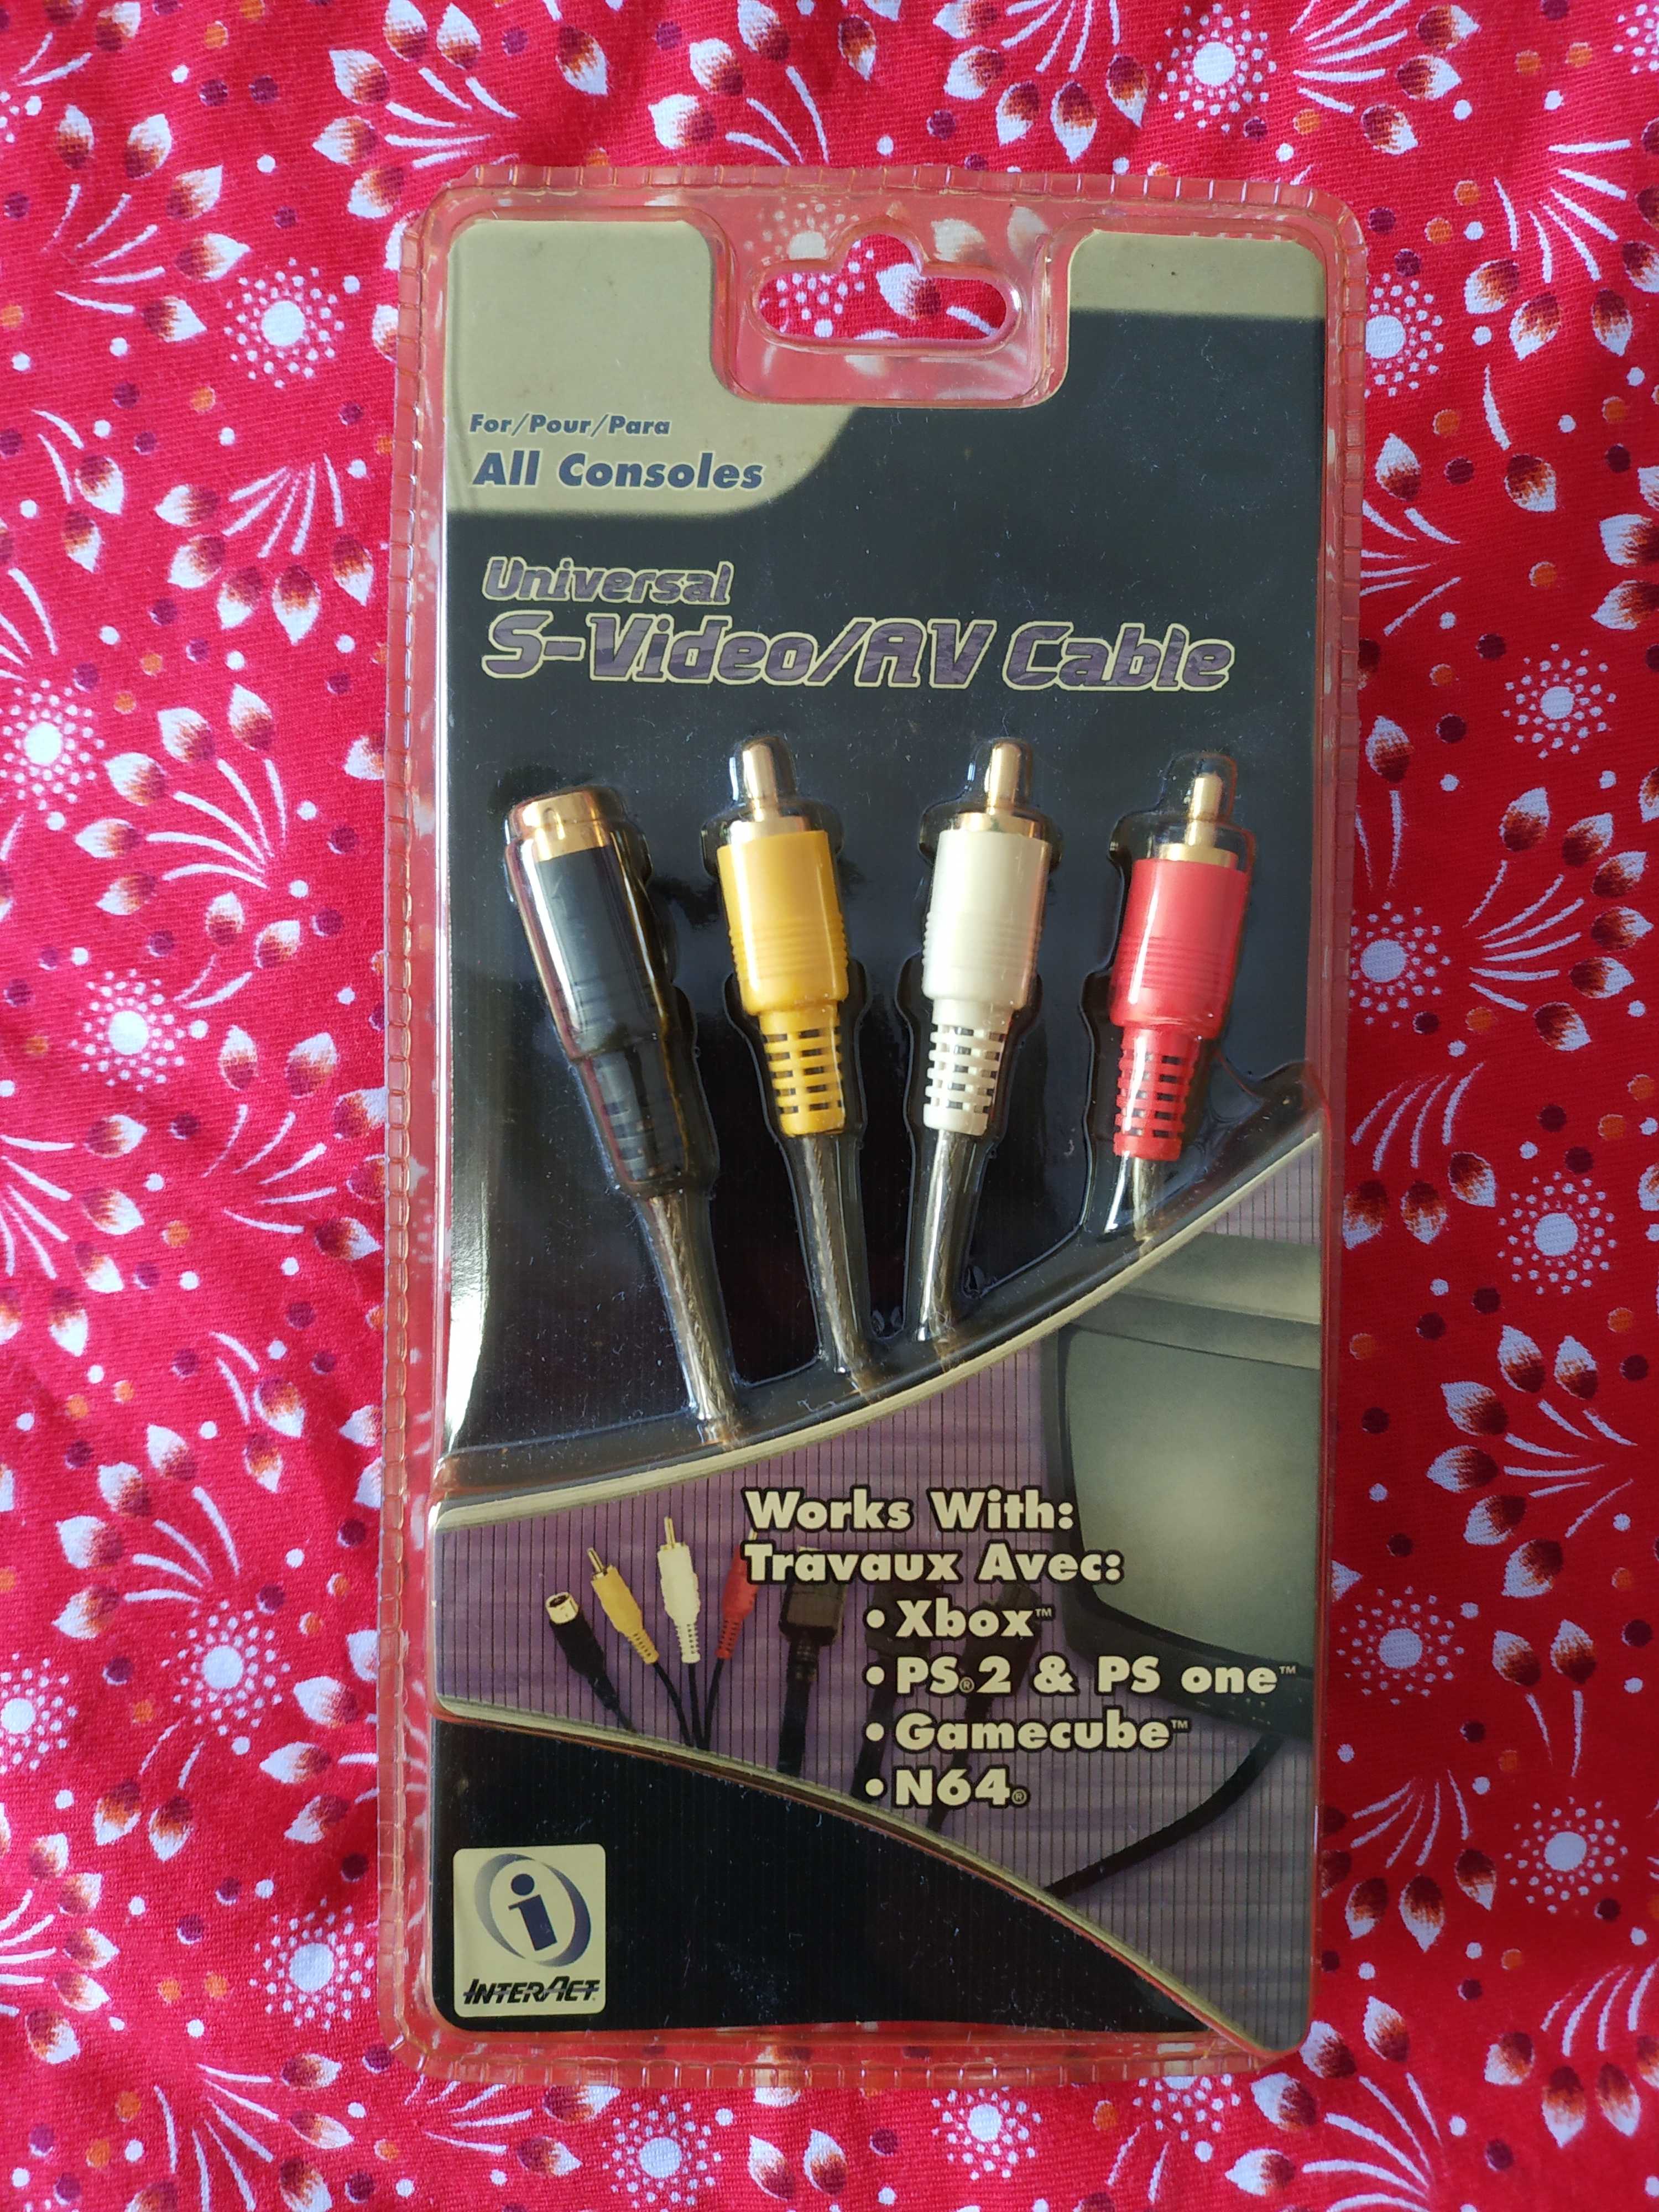 For/Pour/Para
All Consoles
Universal
S-Video/AV Cable
Works With:
Travaux Avec:
• Xbox™
• PS®2 & PS one™
• Gamecube™
• N64®
i
INTERACT